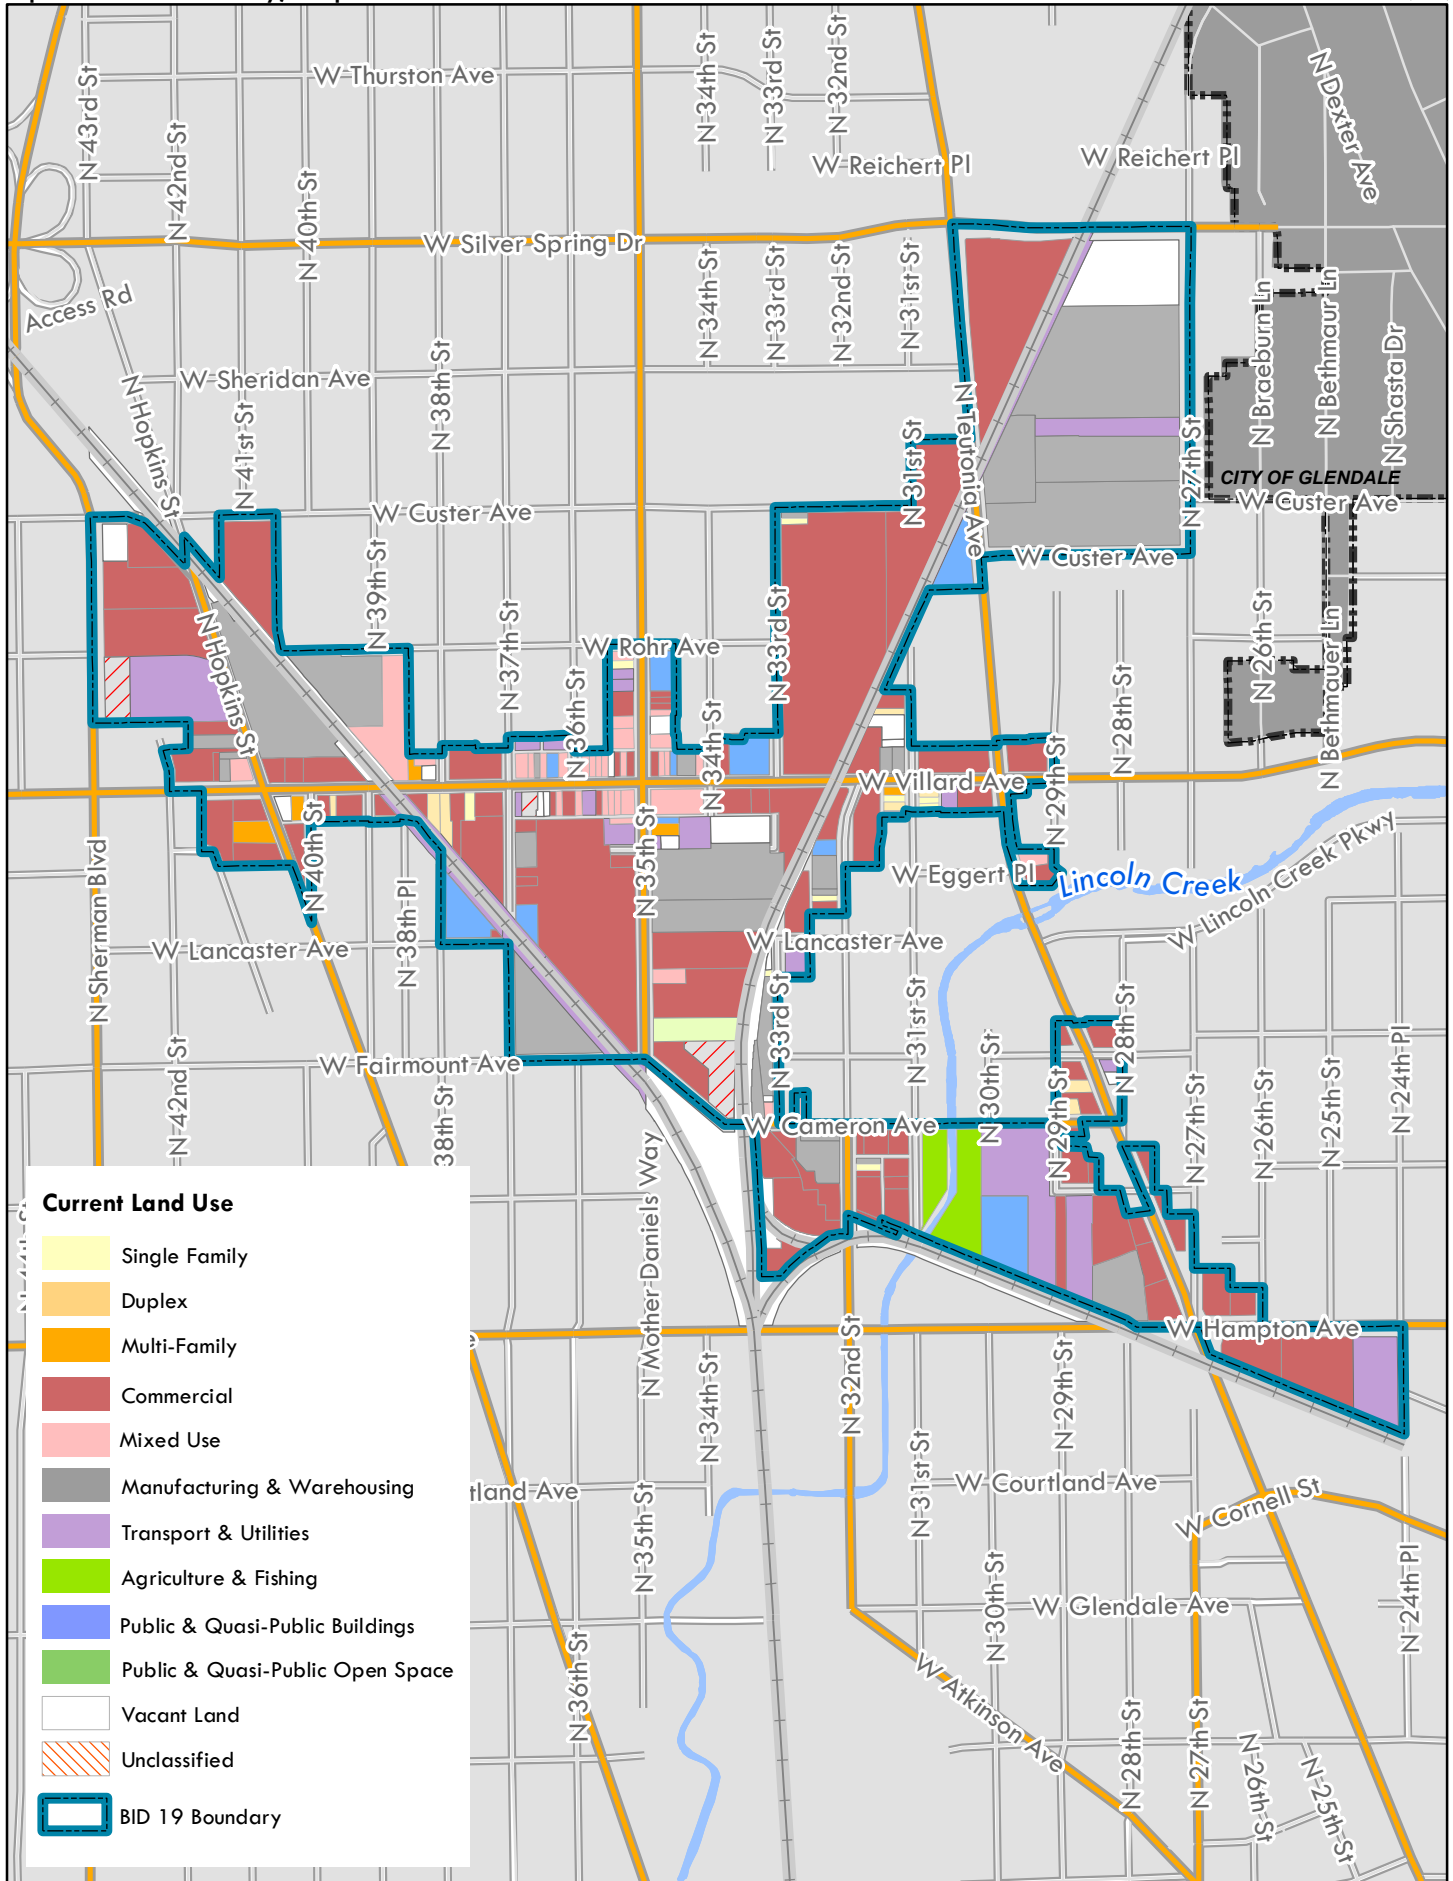 W Thurston Ave
N 43rd St
N 42nd St
N 40th St
N 34th St
N 33rd St
N 32nd St
W Reichert Pl
W Reichert Pl
N Dexter Ave
W Silver Spring Dr
Access Rd
N 34th St
N 33rd St
N 32nd St
N 31st St
N Braeburn Ln
N Bethmaur Ln
N Shasta Dr
N Hopkins St
W Sheridan Ave
N 41st St
N 38th St
N Teutonia Ave
N 31st St
N 27th St
CITY OF GLENDALE
W Custer Ave
W Custer Ave
W Custer Ave
N 39th St
N 37th St
N 36th St
W Rohr Ave
N 33rd St
N 34th St
N Hopkins St
N 28th St
N 26th St
N Bethmauer Ln
N 29th St
W Villard Ave
N Sherman Blvd
N 40th St
N 38th Pl
N 35th St
W Eggert Pl
Lincoln Creek
W Lincoln Creek Pkwy
W Lancaster Ave
W Lancaster Ave
N 33rd St
N 31st St
N 30th St
N 29th St
N 28th St
N 42nd St
W Fairmount Ave
38th St
W Cameron Ave
N 27th St
N 26th St
N 25th St
N 24th Pl
N Mother Daniels Way
Current Land Use
Single Family
Duplex
Multi-Family
Commercial
Mixed Use
Manufacturing & Warehousing
Transport & Utilities
Agriculture & Fishing
Public & Quasi-Public Buildings
Public & Quasi-Public Open Space
Vacant Land
Unclassified
BID 19 Boundary
W Hampton Ave
N 34th St
N 32nd St
N 29th St
tland Ave
N 35th St
N 31st St
W Courtland Ave
W Cornell St
N 36th St
N 30th St
W Glendale Ave
N 24th Pl
W Atkinson Ave
N 28th St
N 27th St
N 26th St
N 25th St